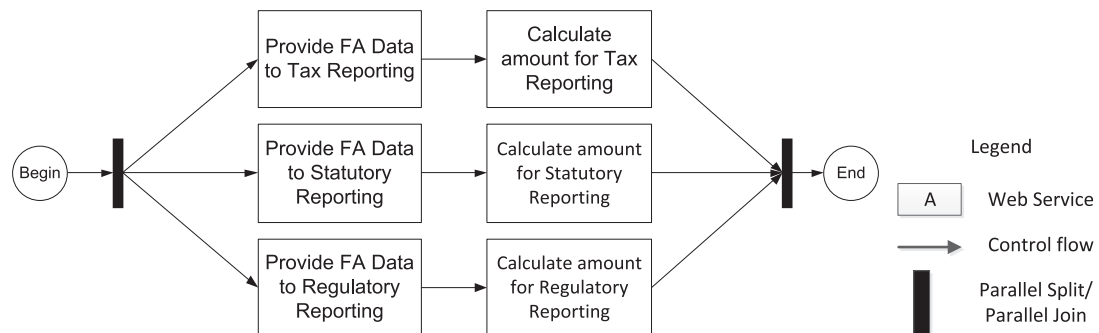 Begin
Provide FA Data
to Tax Reporting
Calculate
amount for Tax
Reporting
Provide FA Data
to Statutory
Reporting
Calculate amount
for Statutory
Reporting
Provide FA Data
to Regulatory
Reporting
Calculate amount
for Regulatory
Reporting
End
Legend
A
Web Service
Control flow
Parallel Split/
Parallel Join